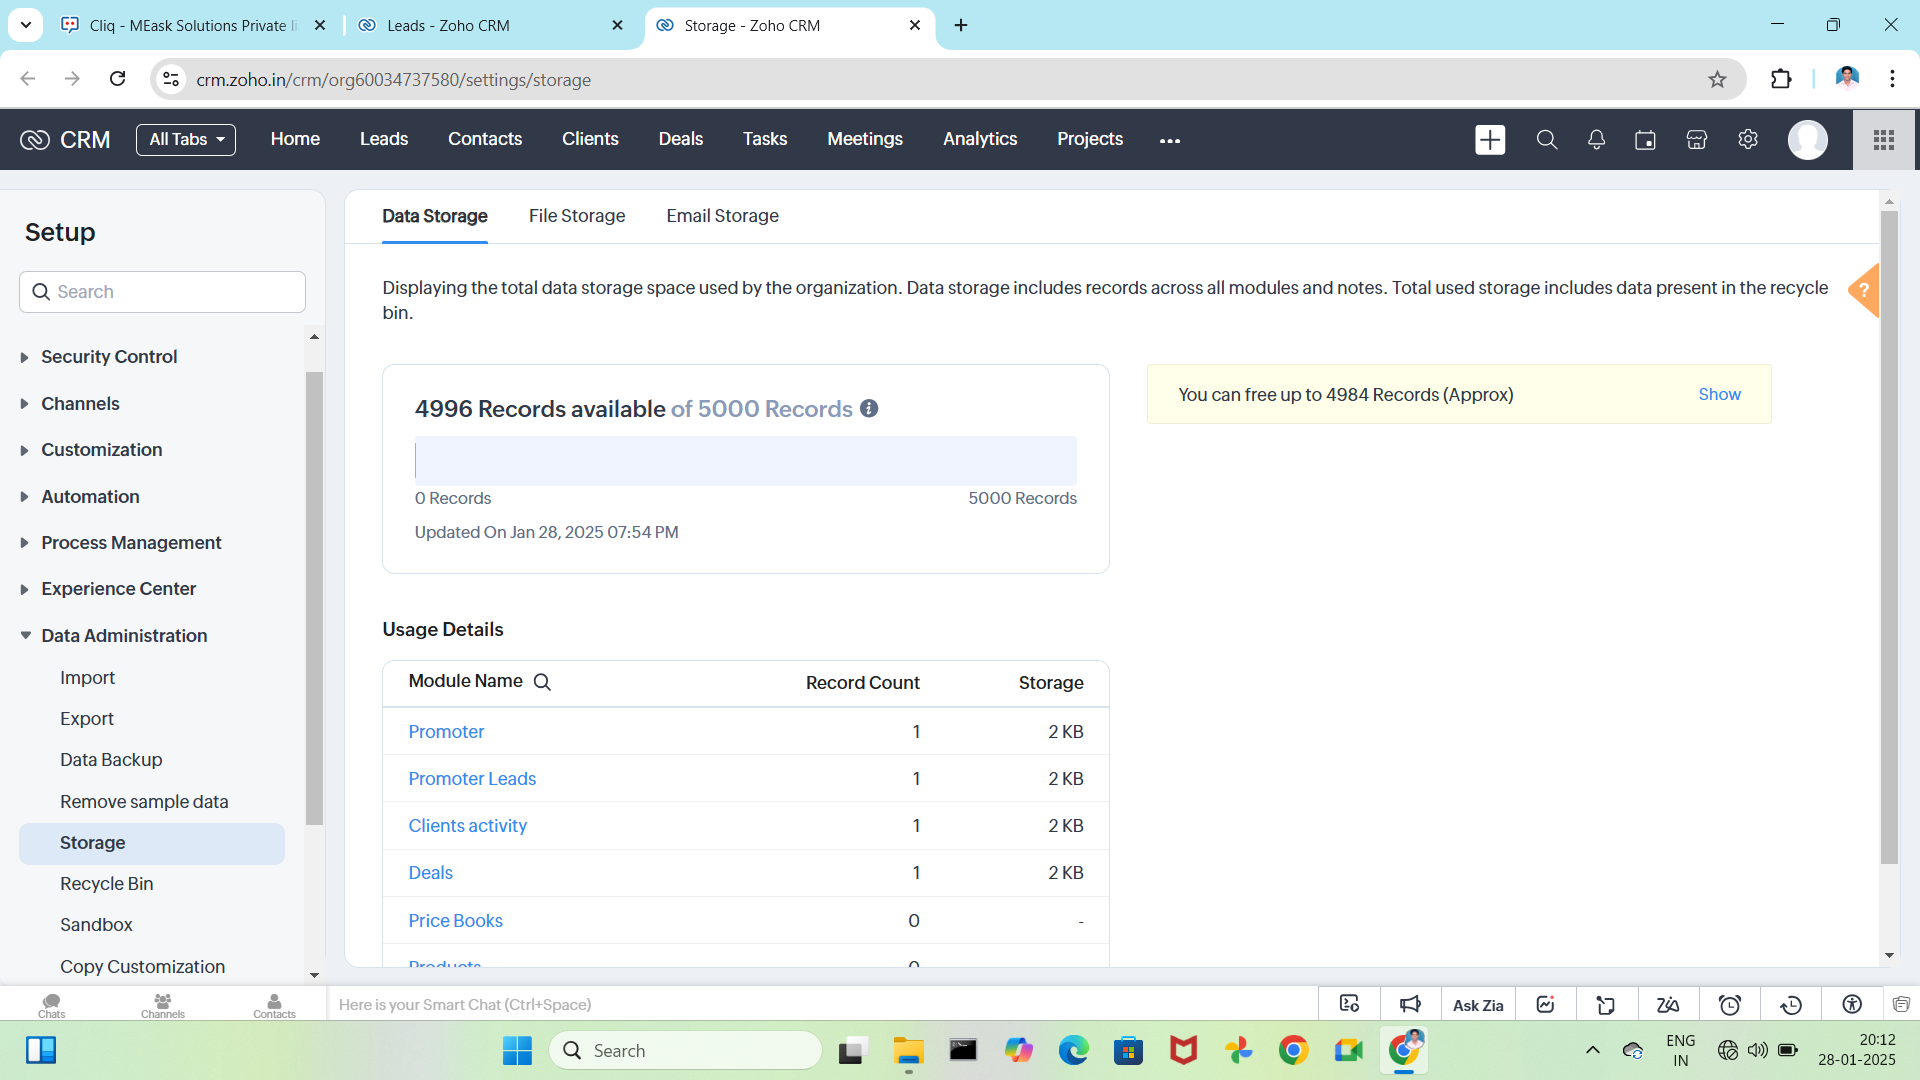 Cliq - MEask Solutions Private li
Leads - Zoho CRM
Storage - Zoho CRM
crm.zoho.in/crm/org60034737580/settings/storage
CRM
All Tabs
Home
Leads
Contacts
Clients
Deals
Tasks
Meetings
Analytics
Projects
Setup
Search
Security Control
Channels
Customization
Automation
Process Management
Experience Center
Data Administration
Import
Export
Data Backup
Remove sample data
Storage
Recycle Bin
Sandbox
Copy Customization
Data Storage
File Storage
Email Storage
Displaying the total data storage space used by the organization. Data storage includes records across all modules and notes. Total used storage includes data present in the recycle
bin.
?
4996 Records available of 5000 Records
0 Records
5000 Records
Updated On Jan 28, 2025 07:54 PM
You can free up to 4984 Records (Approx)
Show
Usage Details
Module Name
Record Count
Storage
Promoter 1 2 KB
Promoter Leads 1 2 KB
Clients activity 1 2 KB
Deals 1 2 KB
Price Books 0 -
Products 0
Chats
Channels
Contacts
Here is your Smart Chat (Ctrl+Space)
Ask Zia
Search
ENG
IN
20:12
28-01-2025